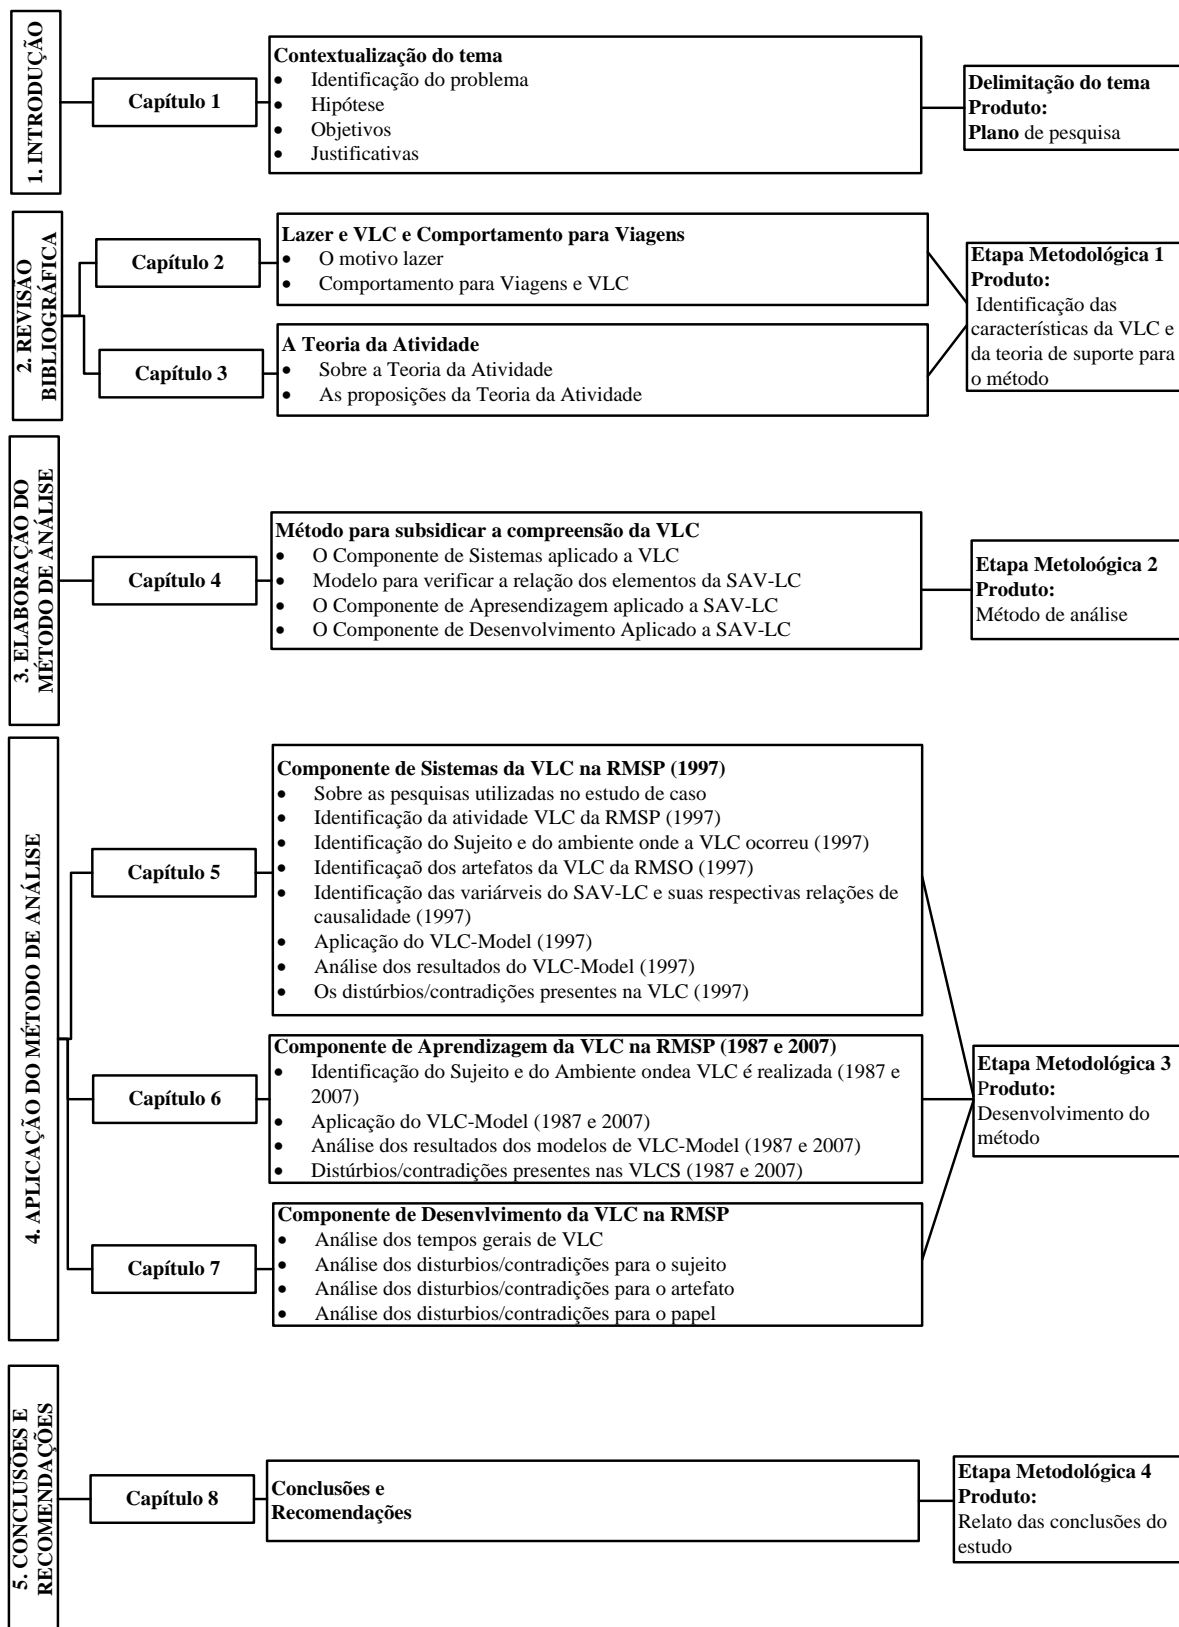 1. INTRODUÇÃO
Capítulo 1
Contextualização do tema
• Identificação do problema
• Hipótese
• Objetivos
• Justificativas
Delimitação do tema
Produto:
Plano de pesquisa
2. REVISÃO
BIBLIOGRÁFICA
Capítulo 2
Lazer e VLC e Comportamento para Viagens
• O motivo lazer
• Comportamento para Viagens e VLC
Capítulo 3
A Teoria da Atividade
• Sobre a Teoria da Atividade
• As proposições da Teoria da Atividade
Etapa Metodológica 1
Produto:
Identificação das
características da VLC e
da teoria de suporte para
o método
3. ELABORAÇÃO DO
MÉTODO DE ANÁLISE
Capítulo 4
Método para subsidicar a compreensão da VLC
• O Componente de Sistemas aplicado a VLC
• Modelo para verificar a relação dos elementos da SAV-LC
• O Componente de Apresendizagem aplicado a SAV-LC
• O Componente de Desenvolvimento Aplicado a SAV-LC
Etapa Metoloógica 2
Produto:
Método de análise
4. APLICAÇÃO DO MÉTODO DE ANÁLISE
Capítulo 5
Componente de Sistemas da VLC na RMSP (1997)
• Sobre as pesquisas utilizadas no estudo de caso
• Identificação da atividade VLC da RMSP (1997)
• Identificação do Sujeito e do ambiente onde a VLC ocorreu (1997)
• Identificaçaõ dos artefatos da VLC da RMSO (1997)
• Identificação das variárveis do SAV-LC e suas respectivas relações de
causalidade (1997)
• Aplicação do VLC-Model (1997)
• Análise dos resultados do VLC-Model (1997)
• Os distúrbios/contradições presentes na VLC (1997)
Capítulo 6
Componente de Aprendizagem da VLC na RMSP (1987 e 2007)
• Identificação do Sujeito e do Ambiente ondea VLC é realizada (1987 e
2007)
• Aplicação do VLC-Model (1987 e 2007)
• Análise dos resultados dos modelos de VLC-Model (1987 e 2007)
• Distúrbios/contradições presentes nas VLCS (1987 e 2007)
Capítulo 7
Componente de Desenvlvimento da VLC na RMSP
• Análise dos tempos gerais de VLC
• Análise dos disturbios/contradições para o sujeito
• Análise dos disturbios/contradições para o artefato
• Análise dos disturbios/contradições para o papel
Etapa Metodológica 3
Produto:
Desenvolvimento do
método
5. CONCLUSÕES E
RECOMENDAÇÕES
Capítulo 8
Conclusões e
Recomendações
Etapa Metodológica 4
Produto:
Relato das conclusões do
estudo